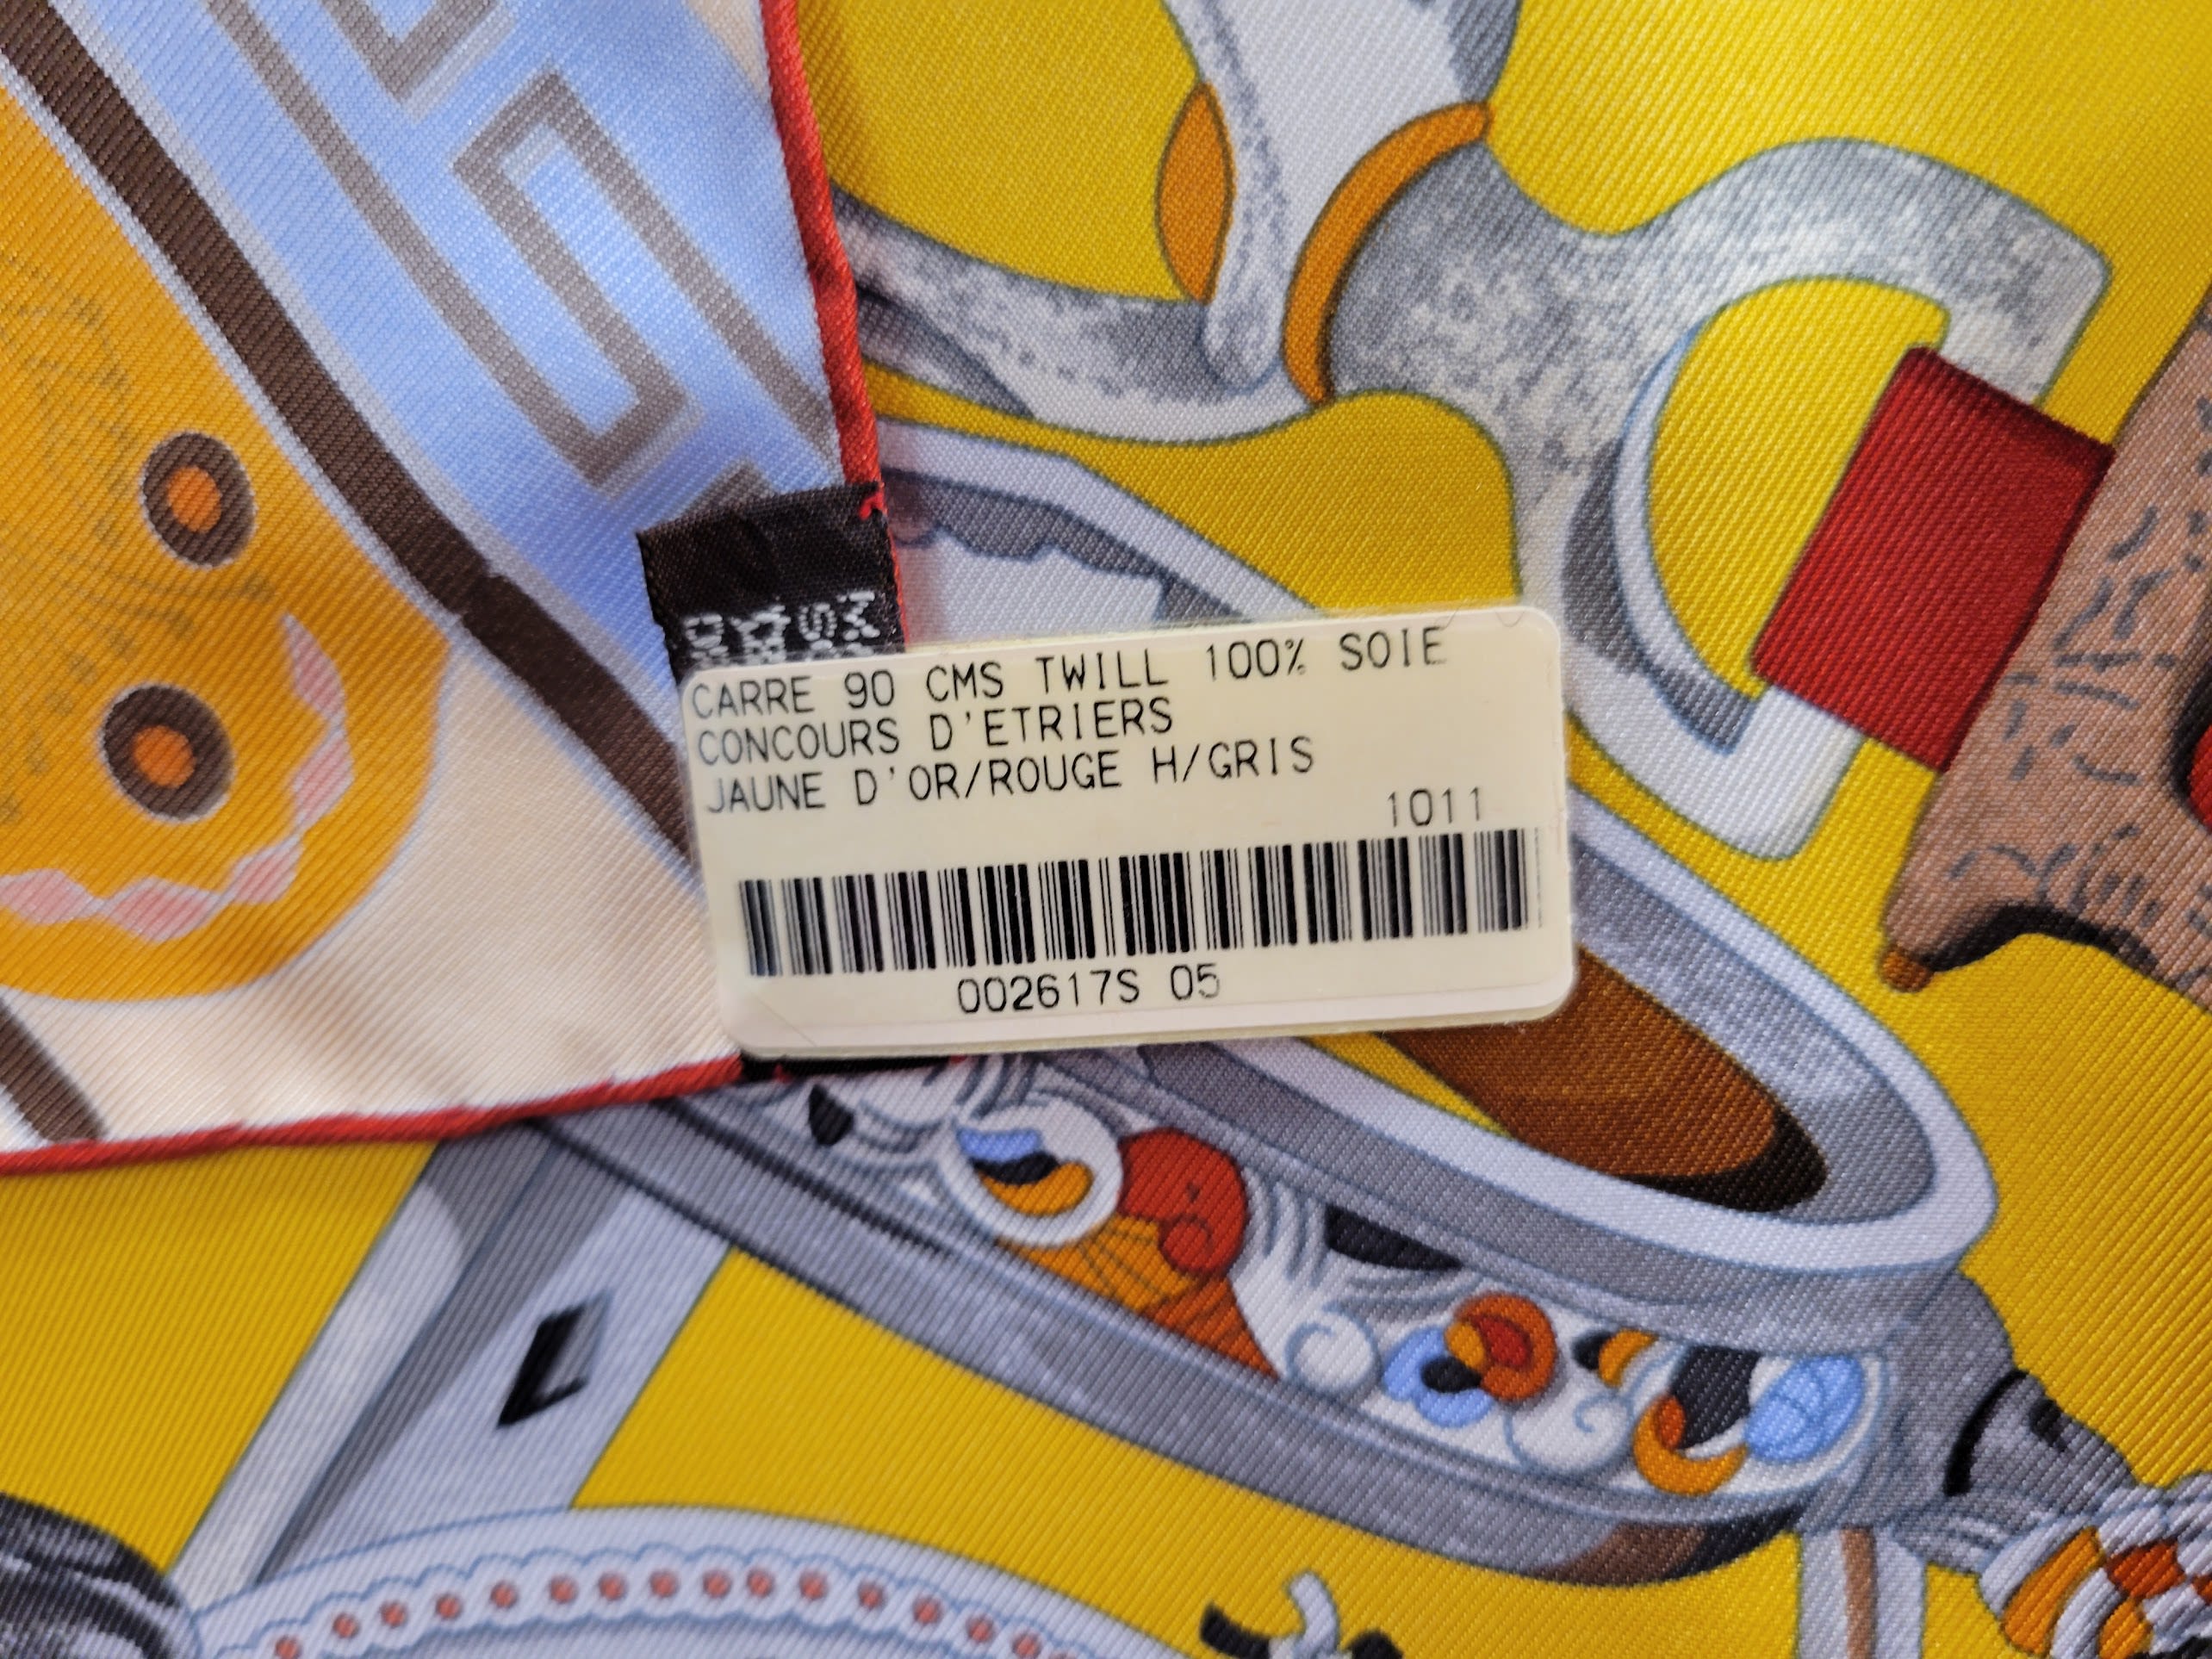 CARRE 90 CMS TWILL 100% SOIE
CONCOURS D'ETRIERS
JAUNE D'OR/ROUGE H/GRIS
1011
002617S 05